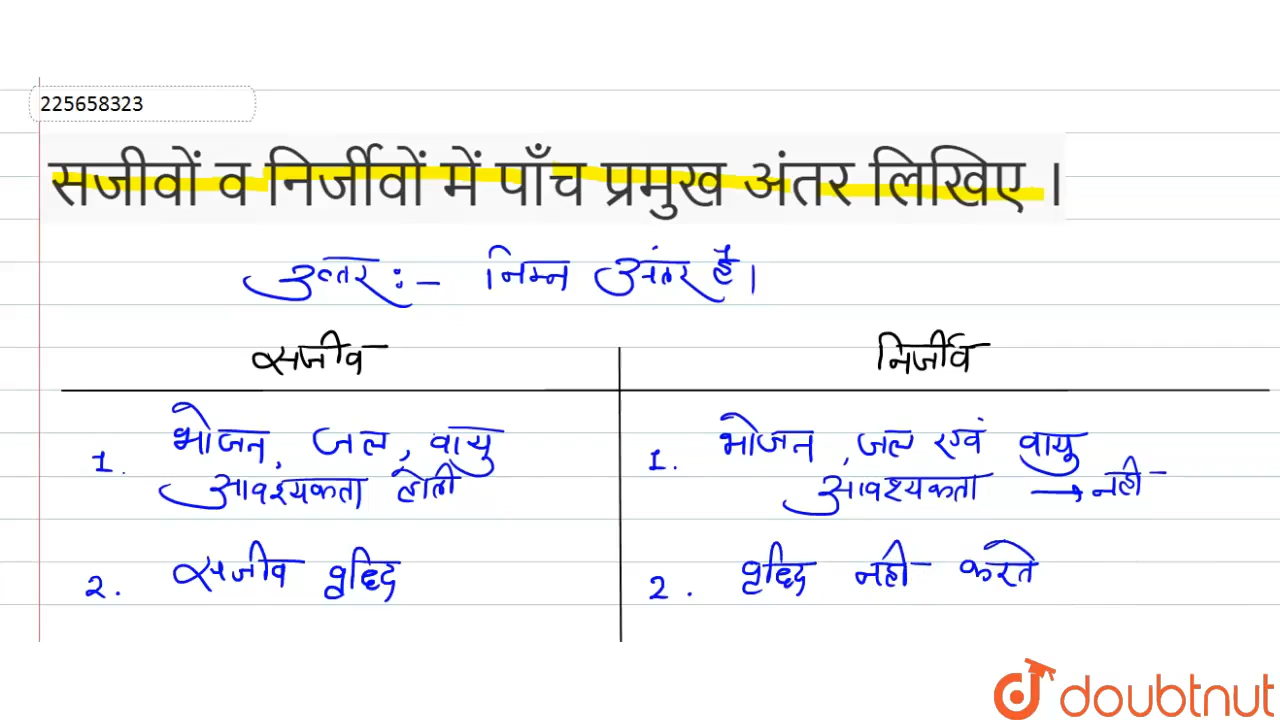 225658323
सजीवों व निर्जीवों में पाँच प्रमुख अंतर लिखिए ।
उत्तर :- निम्न अंतर है।
सजीव
निर्जीव
1. भोजन, जल, वायु
आवश्यकता होती
1. भोजन, जल एवं वायु
आवश्यकता → नही
2. सजीव वृद्धि
2. वृद्धि नही करते
doubtnut